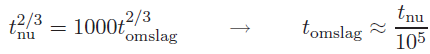 t_nu^{2/3} = 1000 t_omslag^{2/3} → t_omslag ≈ t_nu / 10^5